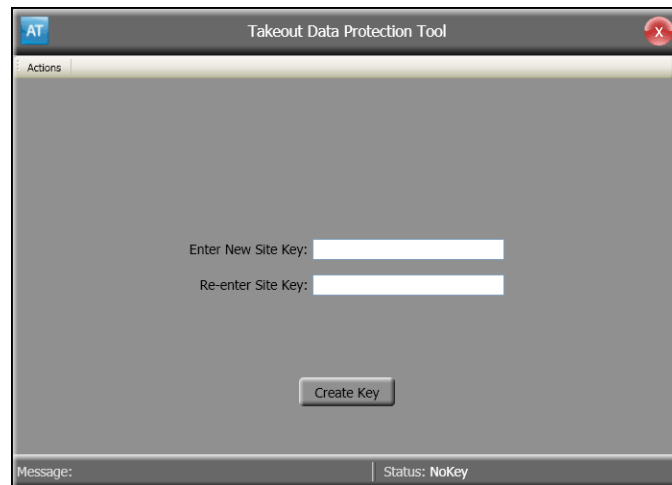 AT Takeout Data Protection Tool X
Actions
Enter New Site Key:
Re-enter Site Key:
Create Key
Message: Status: NoKey